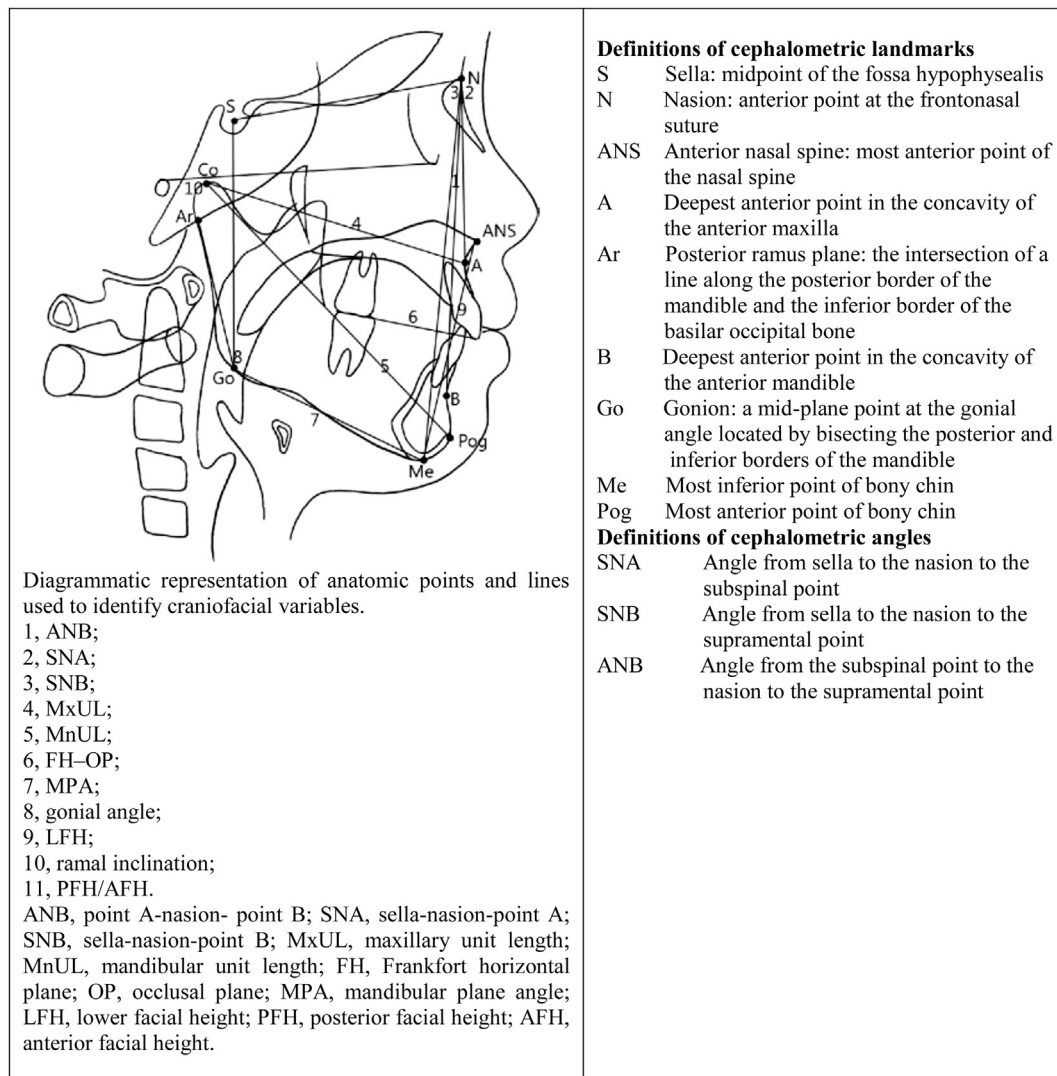 N
3 2
S
Co
10
1
Ar
4
ANS
A
9
6
8
Go
5
B
7
Pog
Me
Diagrammatic representation of anatomic points and lines
used to identify craniofacial variables.
1, ANB;
2, SNA;
3, SNB;
4, MxUL;
5, MnUL;
6, FH–OP;
7, MPA;
8, gonial angle;
9, LFH;
10, ramal inclination;
11, PFH/AFH.
ANB, point A-nasion- point B; SNA, sella-nasion-point A;
SNB, sella-nasion-point B; MxUL, maxillary unit length;
MnUL, mandibular unit length; FH, Frankfort horizontal
plane; OP, occlusal plane; MPA, mandibular plane angle;
LFH, lower facial height; PFH, posterior facial height; AFH,
anterior facial height.
Definitions of cephalometric landmarks
S Sella: midpoint of the fossa hypophysealis
N Nasion: anterior point at the frontonasal
suture
ANS Anterior nasal spine: most anterior point of
the nasal spine
A Deepest anterior point in the concavity of
the anterior maxilla
Ar Posterior ramus plane: the intersection of a
line along the posterior border of the
mandible and the inferior border of the
basilar occipital bone
B Deepest anterior point in the concavity of
the anterior mandible
Go Gonion: a mid-plane point at the gonial
angle located by bisecting the posterior and
inferior borders of the mandible
Me Most inferior point of bony chin
Pog Most anterior point of bony chin
Definitions of cephalometric angles
SNA Angle from sella to the nasion to the
subspinal point
SNB Angle from sella to the nasion to the
supramental point
ANB Angle from the subspinal point to the
nasion to the supramental point